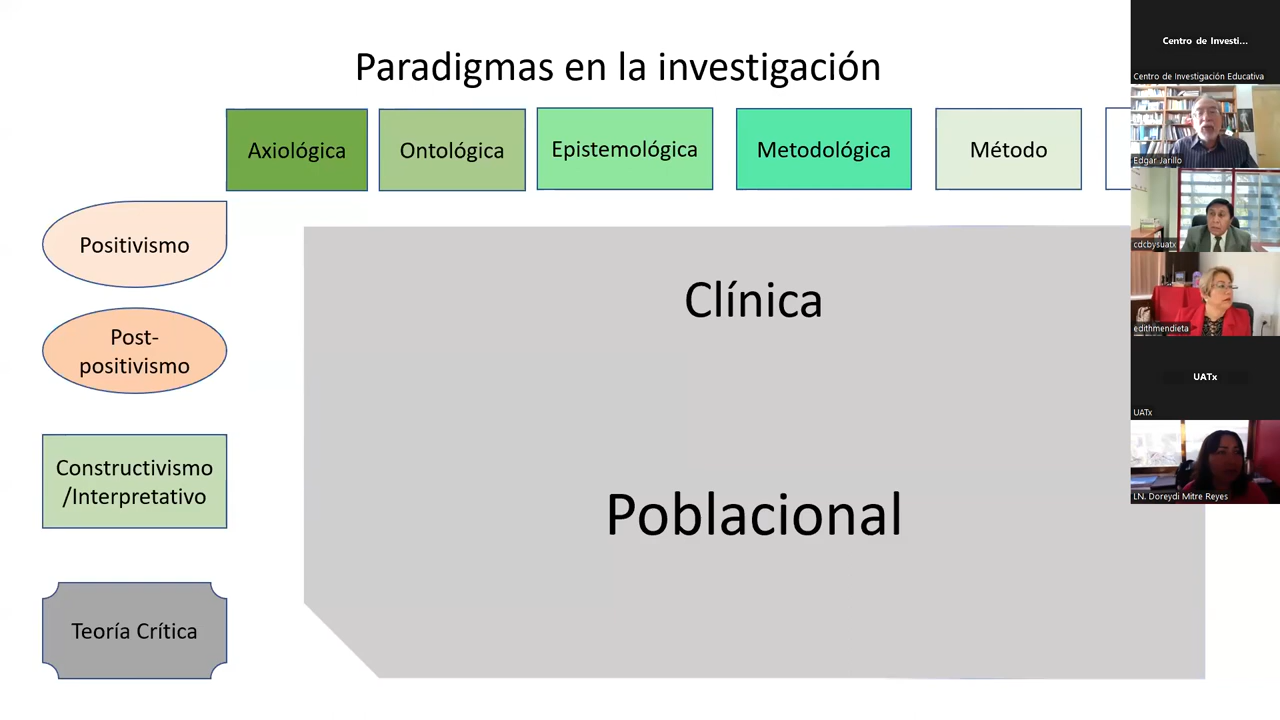 Paradigmas en la investigación
Axiológica
Ontológica
Epistemológica
Metodológica
Método
Positivismo
Post-
positivismo
Constructivismo
/Interpretativo
Teoría Crítica
Clínica
Poblacional
Centro de Investi...
Centro de Investigación Educativa
Edgar Jarillo
cdcbysuatx
edithmendieta
UATx
UATx
LN. Doreydi Mitre Reyes